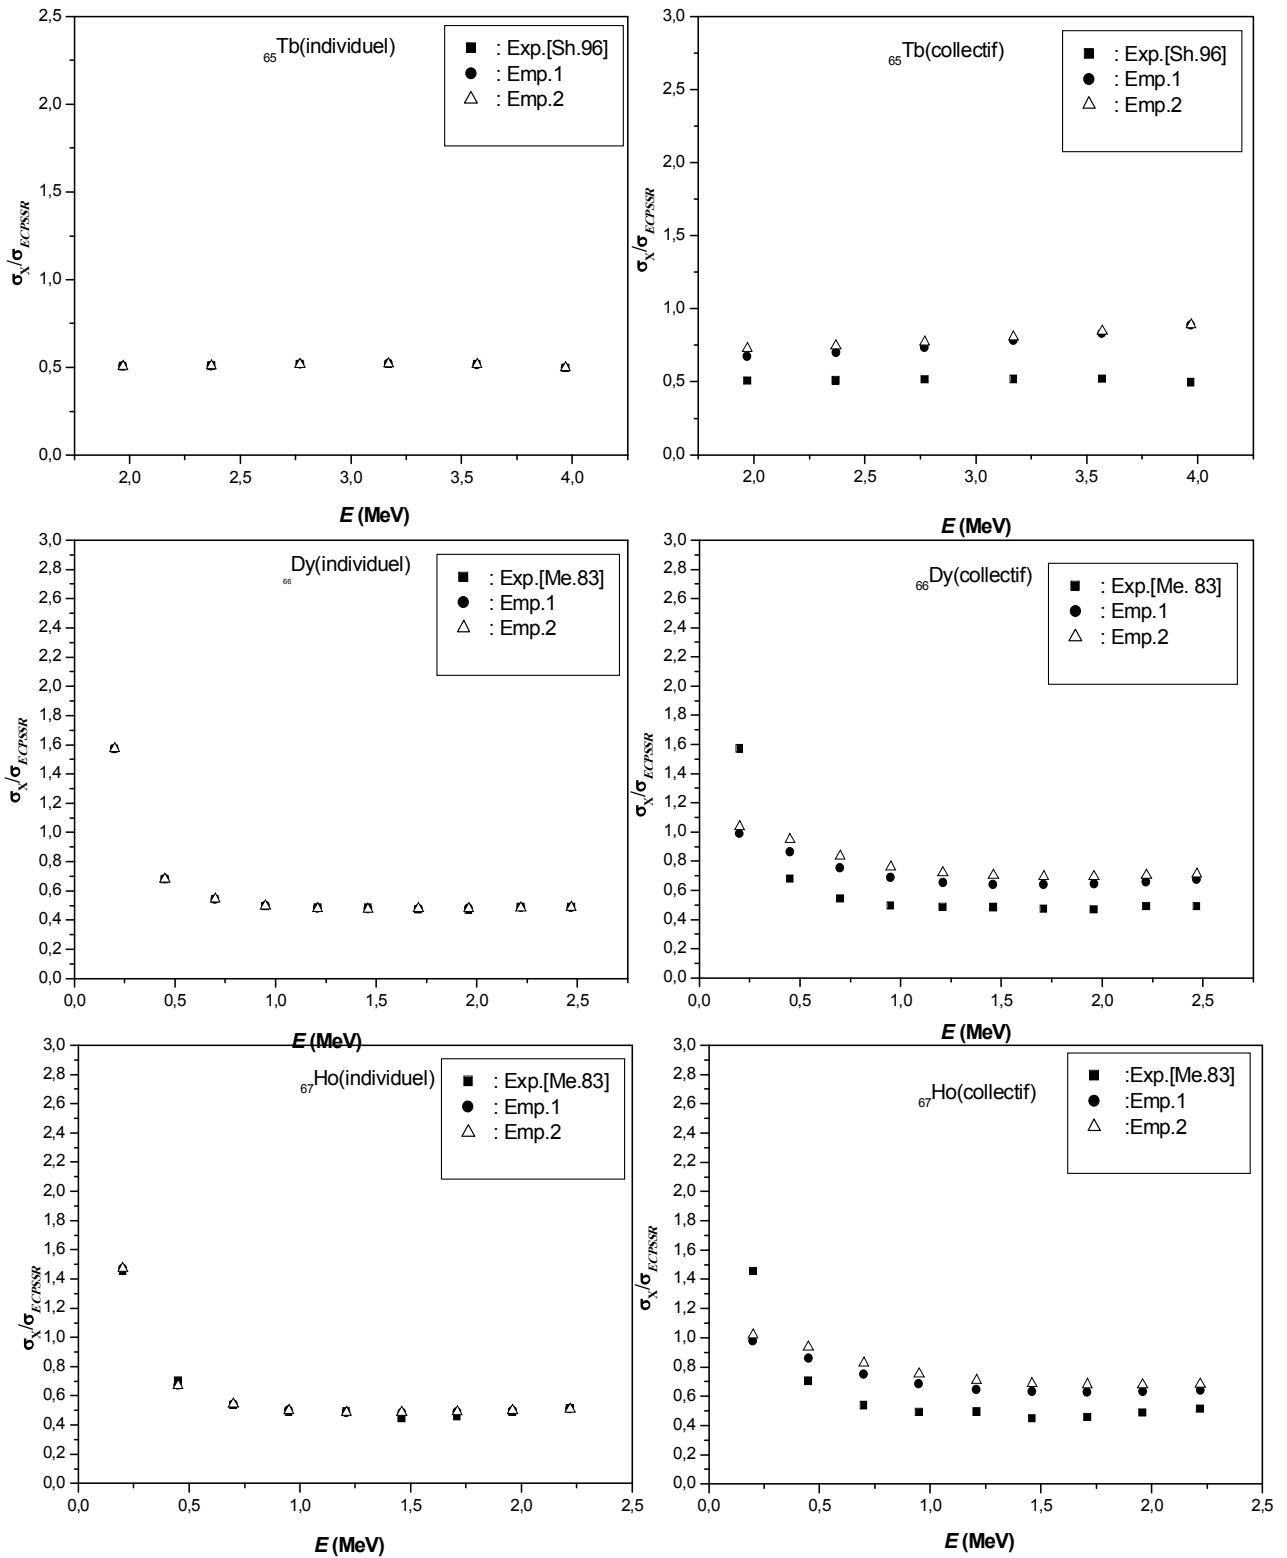 2,5
2,0
1,5
1,0
0,5
0,0
σX/σECPSSR
65Tb(individuel)
: Exp.[Sh.96]
: Emp.1
: Emp.2
2,0 2,5 3,0 3,5 4,0
E (MeV)
3,0
2,5
2,0
1,5
1,0
0,5
0,0
σX/σECPSSR
65Tb(collectif)
: Exp.[Sh.96]
: Emp.1
: Emp.2
2,0 2,5 3,0 3,5 4,0
E (MeV)
3,0
2,8
2,6
2,4
2,2
2,0
1,8
1,6
1,4
1,2
1,0
0,8
0,6
0,4
0,2
0,0
σX/σECPSSR
66Dy(individuel)
: Exp.[Me.83]
: Emp.1
: Emp.2
0,0 0,5 1,0 1,5 2,0 2,5
E (MeV)
3,0
2,8
2,6
2,4
2,2
2,0
1,8
1,6
1,4
1,2
1,0
0,8
0,6
0,4
0,2
0,0
σX/σECPSSR
66Dy(collectif)
: Exp.[Me. 83]
: Emp.1
: Emp.2
0,0 0,5 1,0 1,5 2,0 2,5
E (MeV)
3,0
2,8
2,6
2,4
2,2
2,0
1,8
1,6
1,4
1,2
1,0
0,8
0,6
0,4
0,2
0,0
σX/σECPSSR
67Ho(individuel)
: Exp.[Me.83]
: Emp.1
: Emp.2
0,0 0,5 1,0 1,5 2,0 2,5
E (MeV)
3,0
2,8
2,6
2,4
2,2
2,0
1,8
1,6
1,4
1,2
1,0
0,8
0,6
0,4
0,2
0,0
σX/σECPSSR
67Ho(collectif)
:Exp.[Me.83]
:Emp.1
:Emp.2
0,0 0,5 1,0 1,5 2,0 2,5
E (MeV)